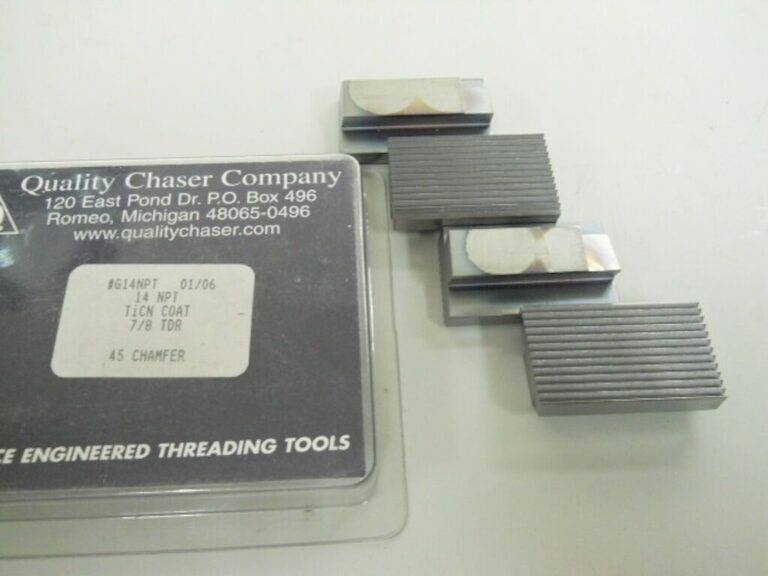 Quality Chaser Company
120 East Pond Dr. P.O. Box 496
Romeo, Michigan 48065-0496
www.qualitychaser.com
#G14NPT 01/06
14 NPT
TiCN COAT
7/8 TDR
45 CHAMFER
ENGINEERED THREADING TOOLS